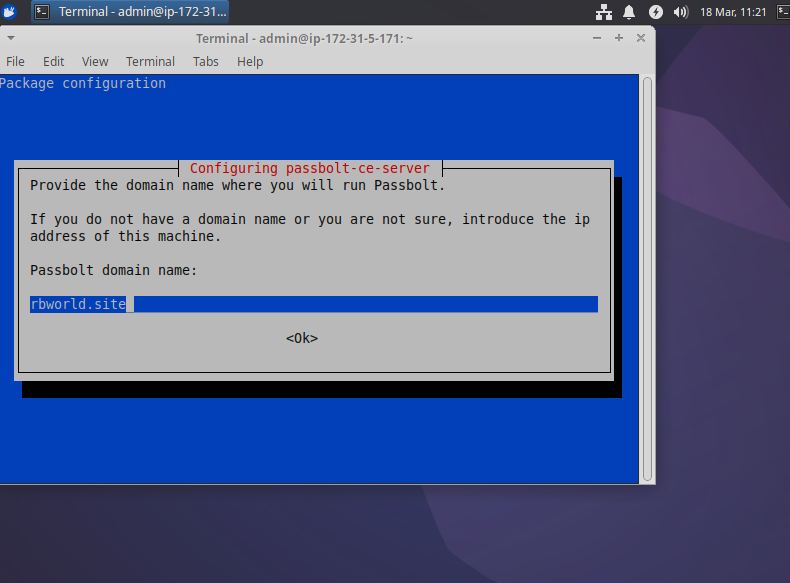 Terminal - admin@ip-172-31...
18 Mar, 11:21
Terminal - admin@ip-172-31-5-171: ~
File Edit View Terminal Tabs Help
Package configuration
Configuring passbolt-ce-server
Provide the domain name where you will run Passbolt.
If you do not have a domain name or you are not sure, introduce the ip
address of this machine.
Passbolt domain name:
rbworld.site
<Ok>